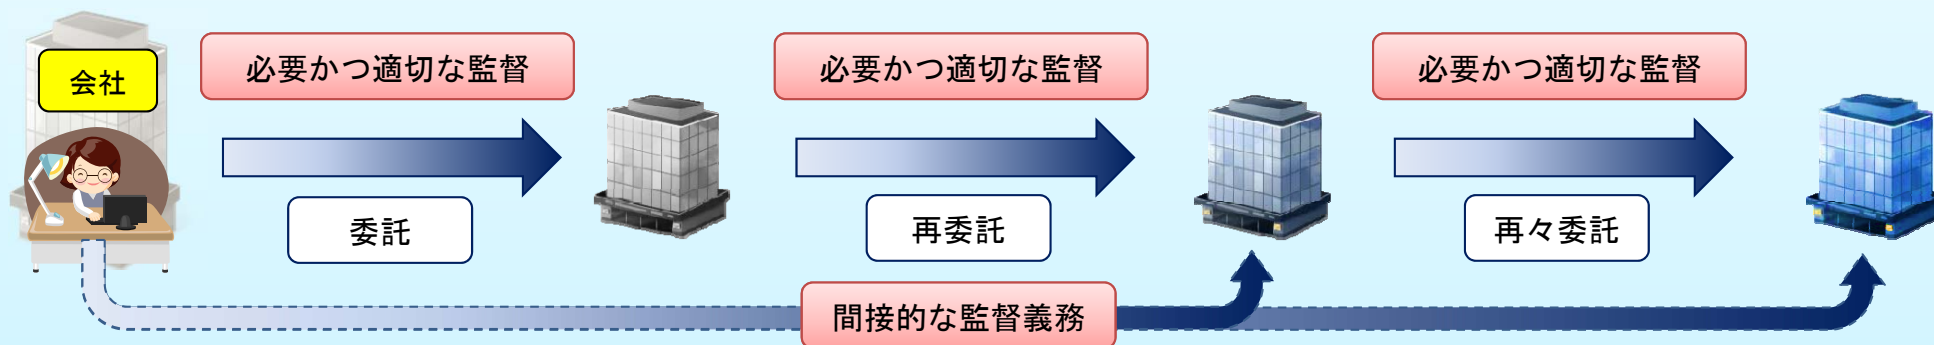 会社
必要かつ適切な監督
必要かつ適切な監督
必要かつ適切な監督
委託
再委託
再々委託
間接的な監督義務